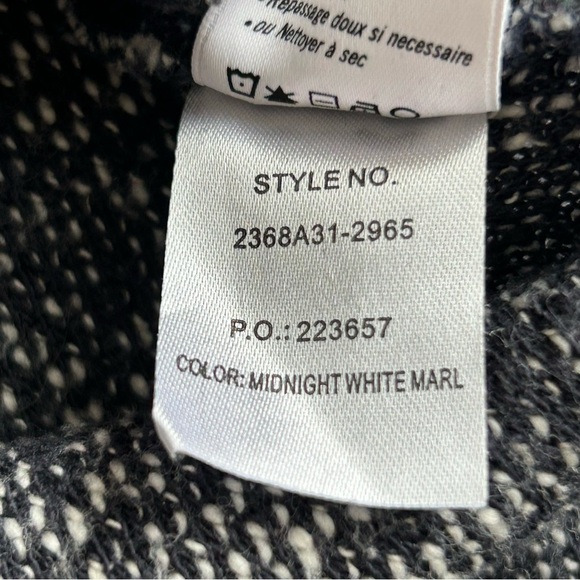 • Repassage doux si necessaire
• ou Nettoyer à sec
STYLE NO.
2368A31-2965
P.O.: 223657
COLOR: MIDNIGHT WHITE MARL